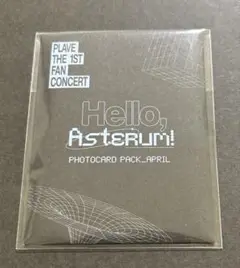 PLAVE
THE 1ST
FAN
CONCERT
Hello,
Asterum!
PHOTOCARD PACK_APRIL